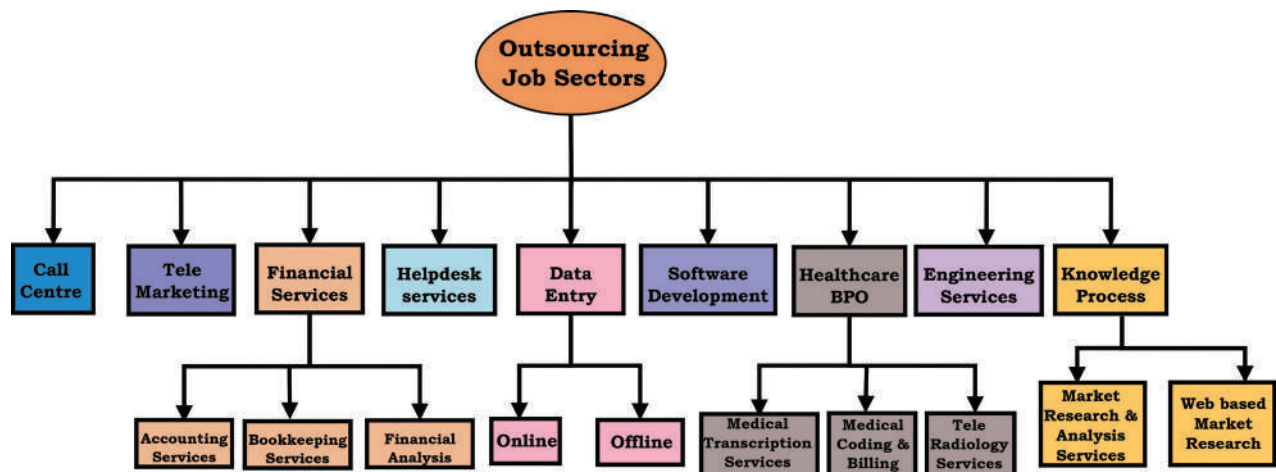 Outsourcing
Job Sectors
Call
Centre
Tele
Marketing
Financial
Services
Helpdesk
services
Data
Entry
Software
Development
Healthcare
BPO
Engineering
Services
Knowledge
Process
Accounting
Services
Bookkeeping
Services
Financial
Analysis
Online
Offline
Medical
Transcription
Services
Medical
Coding &
Billing
Tele
Radiology
Services
Market
Research &
Analysis
Services
Web based
Market
Research